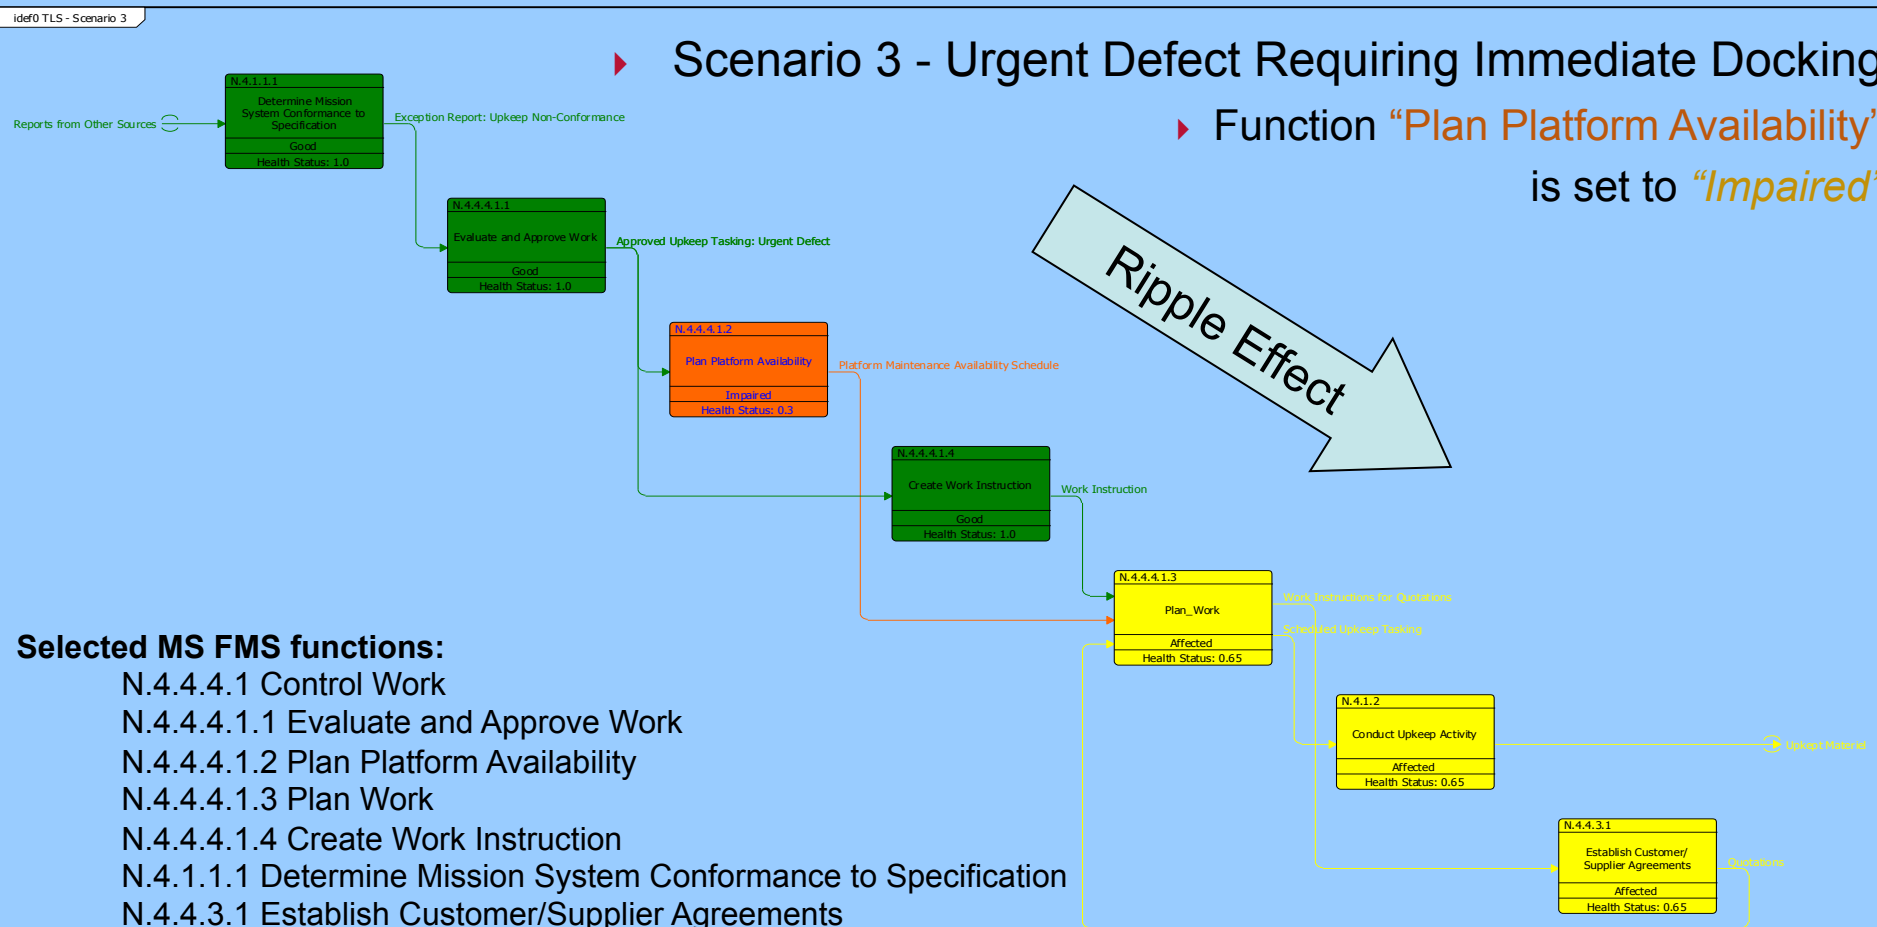 idef0 TLS - Scenario 3
Scenario 3 - Urgent Defect Requiring Immediate Docking
Function “Plan Platform Availability”
is set to “Impaired”
N.4.1.1.1
Determine Mission
System Conformance to
Specification
Good
Health Status: 1.0
Reports from Other Sources
Exception Report: Upkeep Non-Conformance
N.4.4.4.1.1
Evaluate and Approve Work
Good
Health Status: 1.0
Approved Upkeep Tasking: Urgent Defect
Ripple Effect
N.4.4.4.1.2
Plan Platform Availability
Impaired
Health Status: 0.3
Platform Maintenance Availability Schedule
N.4.4.4.1.4
Create Work Instruction
Good
Health Status: 1.0
Work Instruction
N.4.4.4.1.3
Plan_Work
Affected
Health Status: 0.65
Work Instructions for Quotations
Scheduled Upkeep Tasking
N.4.1.2
Conduct Upkeep Activity
Affected
Health Status: 0.65
Upkept Materiel
N.4.4.3.1
Establish Customer/
Supplier Agreements
Affected
Health Status: 0.65
Quotations
Selected MS FMS functions:
N.4.4.4.1 Control Work
N.4.4.4.1.1 Evaluate and Approve Work
N.4.4.4.1.2 Plan Platform Availability
N.4.4.4.1.3 Plan Work
N.4.4.4.1.4 Create Work Instruction
N.4.1.1.1 Determine Mission System Conformance to Specification
N.4.4.3.1 Establish Customer/Supplier Agreements